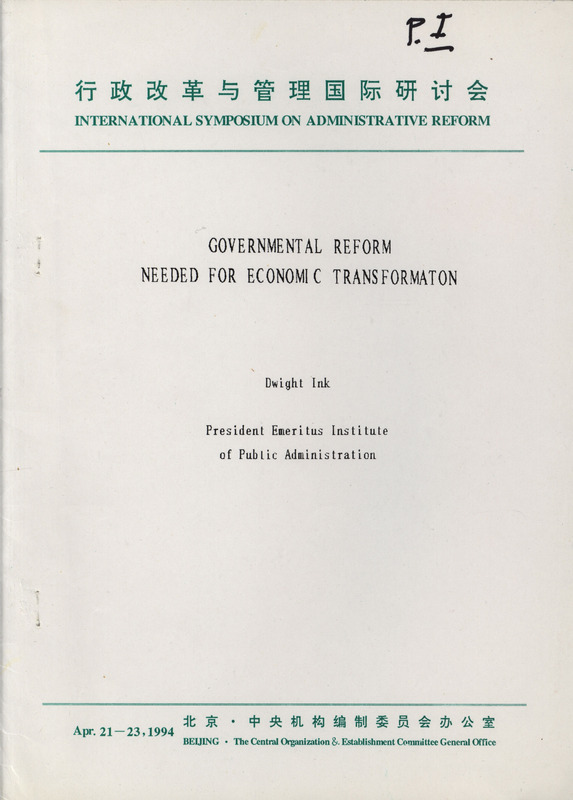 P. I
行政改革与管理国际研讨会
INTERNATIONAL SYMPOSIUM ON ADMINISTRATIVE REFORM
GOVERNMENTAL REFORM
NEEDED FOR ECONOMIC TRANSFORMATON
Dwight Ink
President Emeritus Institute
of Public Administration
Apr. 21－23, 1994
北京·中央机构编制委员会办公室
BEIJING · The Central Organization & Establishment Committee General Office